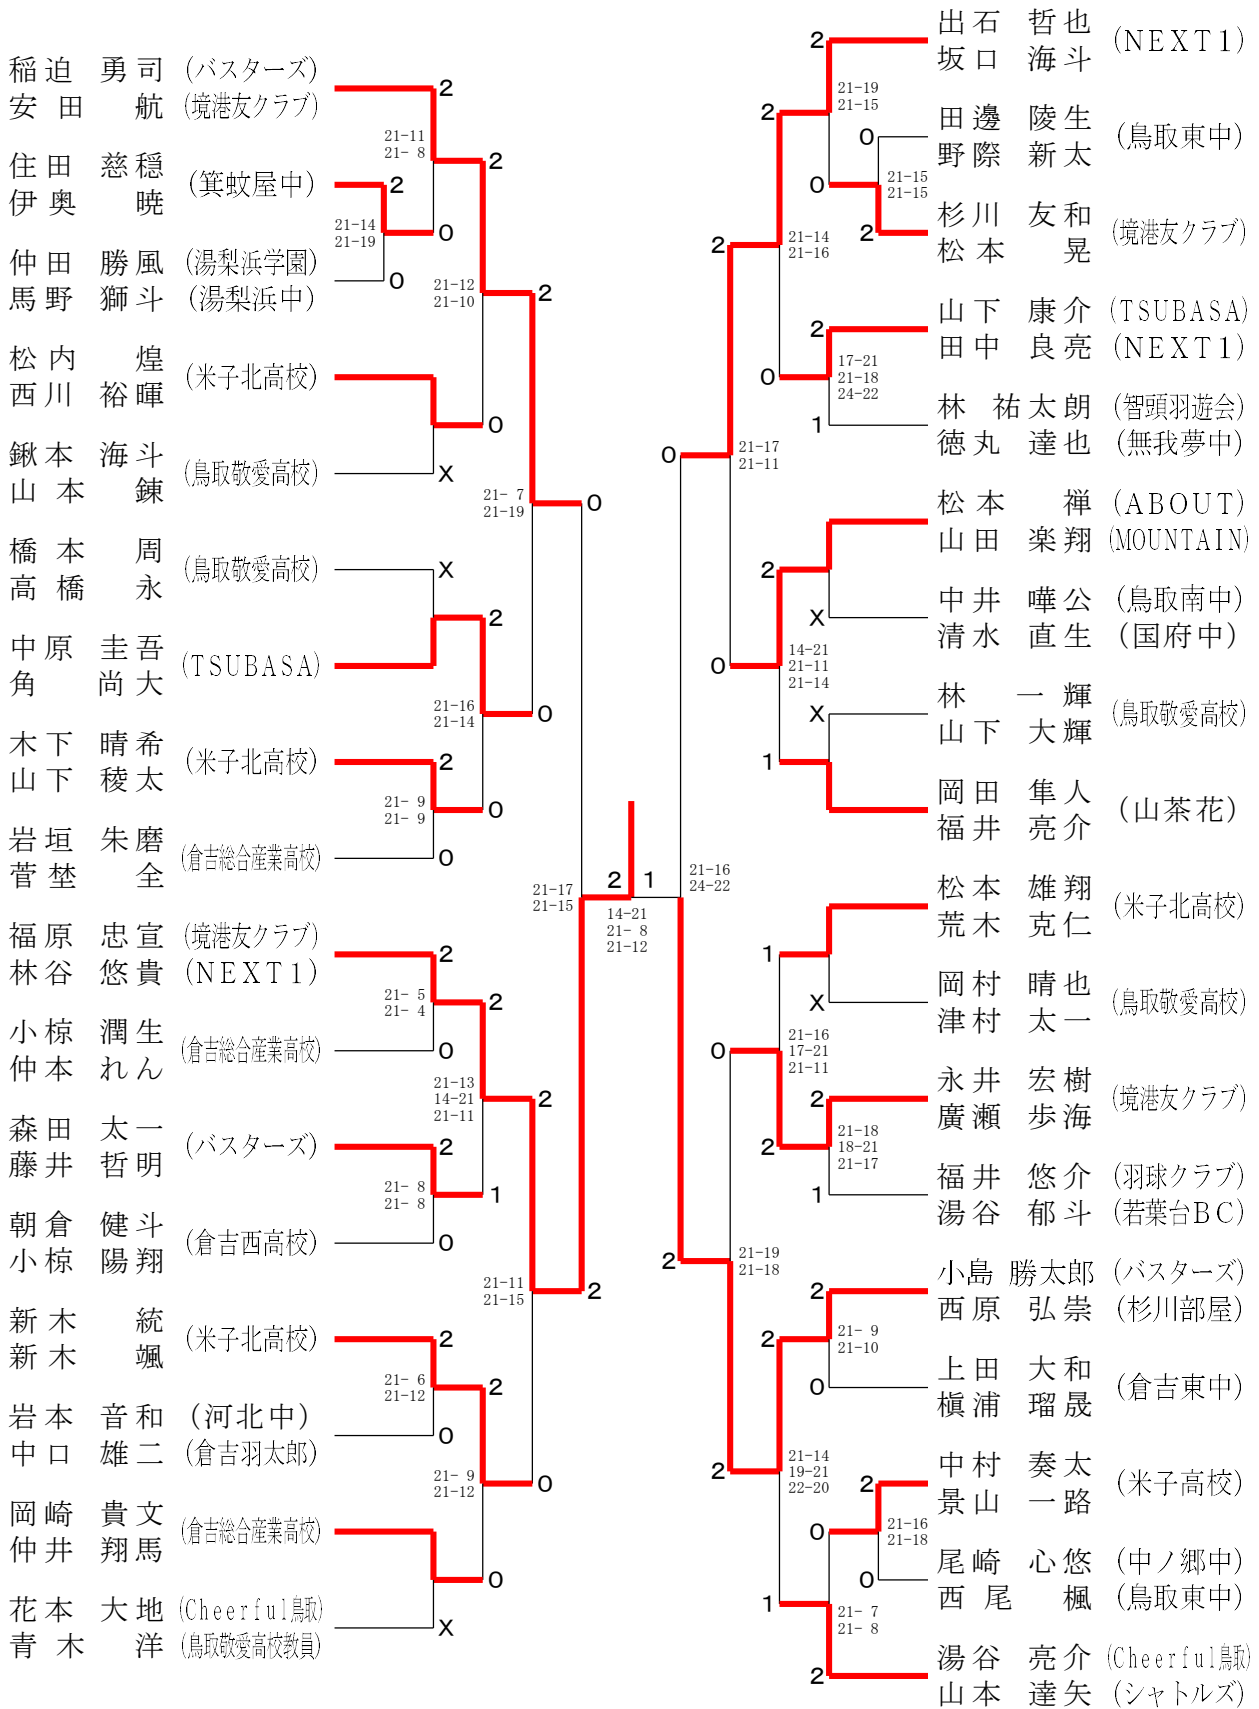 稲迫 勇司 (バスターズ)
安田 航 (境港友クラブ)
住田 慈穏 (箕蚊屋中)
伊奥 暁
仲田 勝風 (湯梨浜学園)
馬野 獅斗 (湯梨浜中)
松内 煌 (米子北高校)
西川 裕暉
鍬本 海斗 (鳥取敬愛高校)
山本 錬
橋本 周 (鳥取敬愛高校)
高橋 永
中原 圭吾 (TSUBASA)
角 尚大
木下 晴希 (米子北高校)
山下 稜太
岩垣 朱磨 (倉吉総合産業高校)
菅埜 全
福原 忠宣 (境港友クラブ)
林谷 悠貴 (NEXT1)
小椋 潤生 (倉吉総合産業高校)
仲本 れん
森田 太一 (バスターズ)
藤井 哲明
朝倉 健斗 (倉吉西高校)
小椋 陽翔
新木 統 (米子北高校)
新木 颯
岩本 音和 (河北中)
中口 雄二 (倉吉羽太郎)
岡崎 貴文 (倉吉総合産業高校)
仲井 翔馬
花本 大地 (Cheerful鳥取)
青木 洋 (鳥取敬愛高校教員)
2
21-11
21- 8
2
2
21-14
21-19
0
0
21-12
21-10
2
0
X
21- 7
21-19
0
X
2
21-16
21-14
0
2
21- 9
21- 9
0
0
21-17
21-15
2
21- 5
21- 4
2
0
21-13
14-21
21-11
2
2
21- 8
21- 8
1
0
21-11
21-15
2
2
21- 6
21-12
2
0
21- 9
21-12
0
0
X
2
1
14-21
21- 8
21-12
出石 哲也 (NEXT1)
坂口 海斗
田邊 陵生 (鳥取東中)
野際 新太
杉川 友和 (境港友クラブ)
松本 晃
山下 康介 (TSUBASA)
田中 良亮 (NEXT1)
林 祐太朗 (智頭羽遊会)
徳丸 達也 (無我夢中)
松本 禅 (ABOUT)
山田 楽翔 (MOUNTAIN)
中井 嘩公 (鳥取南中)
清水 直生 (国府中)
林 一輝 (鳥取敬愛高校)
山下 大輝
岡田 隼人 (山茶花)
福井 亮介
松本 雄翔 (米子北高校)
荒木 克仁
岡村 晴也 (鳥取敬愛高校)
津村 太一
永井 宏樹 (境港友クラブ)
廣瀬 歩海
福井 悠介 (羽球クラブ)
湯谷 郁斗 (若葉台BC)
小島 勝太郎 (バスターズ)
西原 弘崇 (杉川部屋)
上田 大和 (倉吉東中)
槇浦 瑠晟
中村 奏太 (米子高校)
景山 一路
尾崎 心悠 (中ノ郷中)
西尾 楓 (鳥取東中)
湯谷 亮介 (Cheerful鳥取)
山本 達矢 (シャトルズ)
2
21-19
21-15
2
0
0
21-15
21-15
2
2
21-14
21-16
2
0
17-21
21-18
24-22
1
0
21-17
21-11
2
X
0
14-21
21-11
21-14
X
1
21-16
24-22
1
X
0
21-16
17-21
21-11
2
2
21-18
18-21
21-17
1
2
21-19
21-18
2
2
21- 9
21-10
0
2
21-14
19-21
22-20
2
0
21-16
21-18
0
1
21- 7
21- 8
2